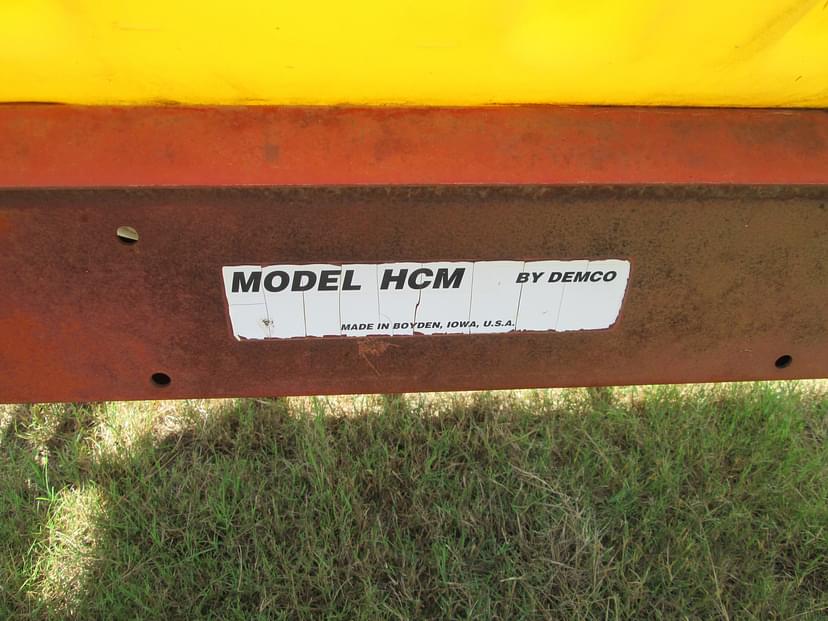 MODEL HCM BY DEMCO
MADE IN BOYDEN, IOWA, U.S.A.